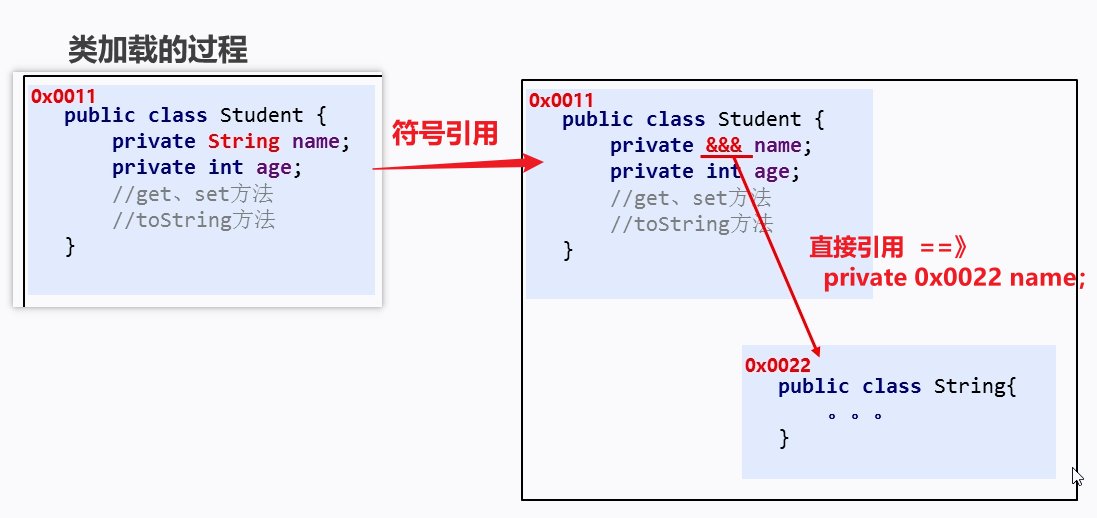 类加载的过程
0x0011
public class Student {
private String name;
private int age;
//get、set方法
//toString方法
}
符号引用
0x0011
public class Student {
private &&& name;
private int age;
//get、set方法
//toString方法
}
直接引用 ==》
private 0x0022 name;
0x0022
public class String{
。。。
}